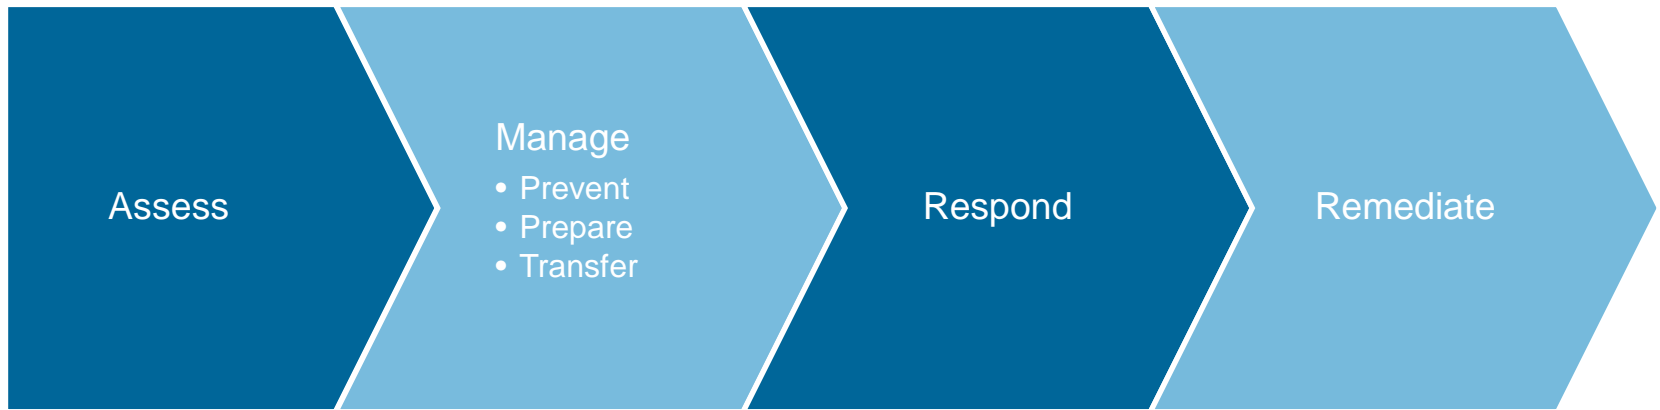 Assess
Manage
• Prevent
• Prepare
• Transfer
Respond
Remediate